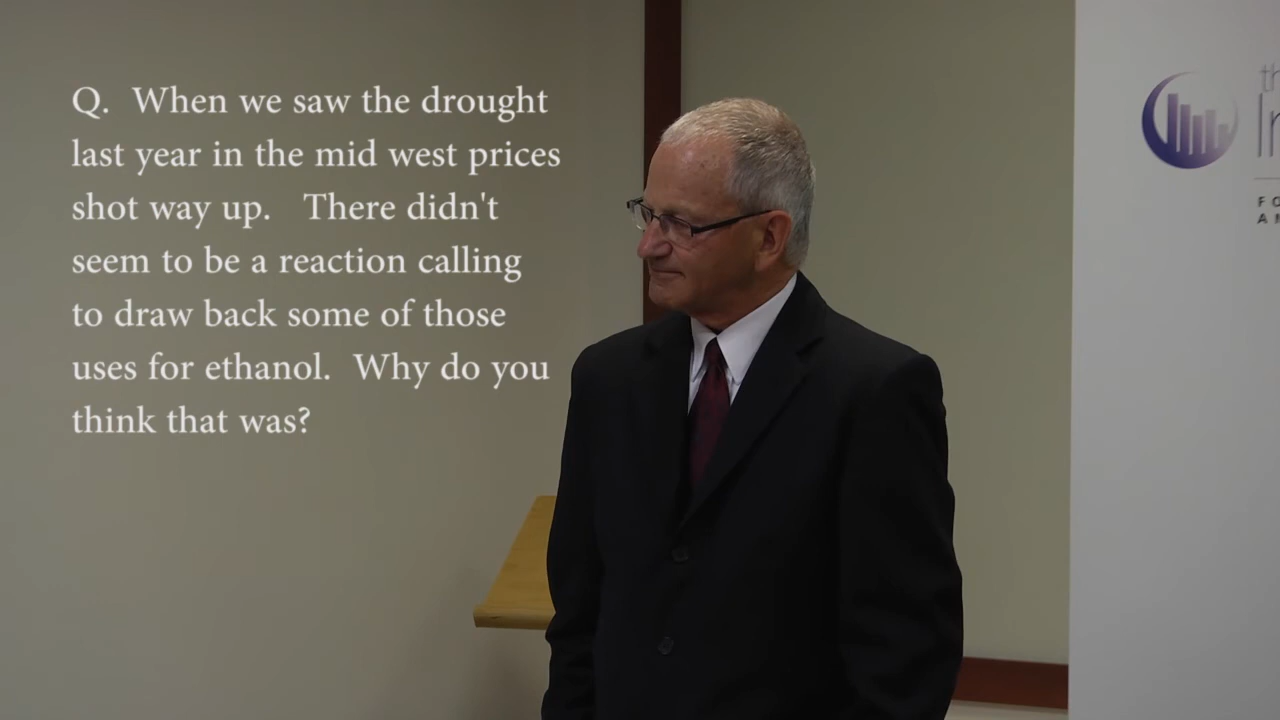 Q. When we saw the drought
last year in the mid west prices
shot way up. There didn't
seem to be a reaction calling
to draw back some of those
uses for ethanol. Why do you
think that was?